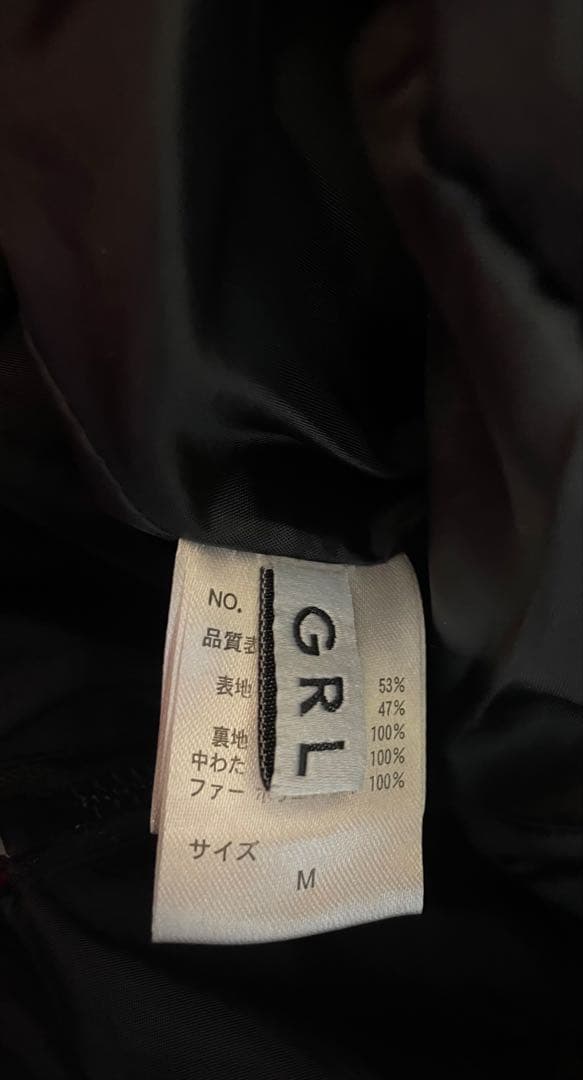 NO.
GRL
品質表
表地 53%
47%
裏地 100%
中わた 100%
ファー 100%
サイズ
M